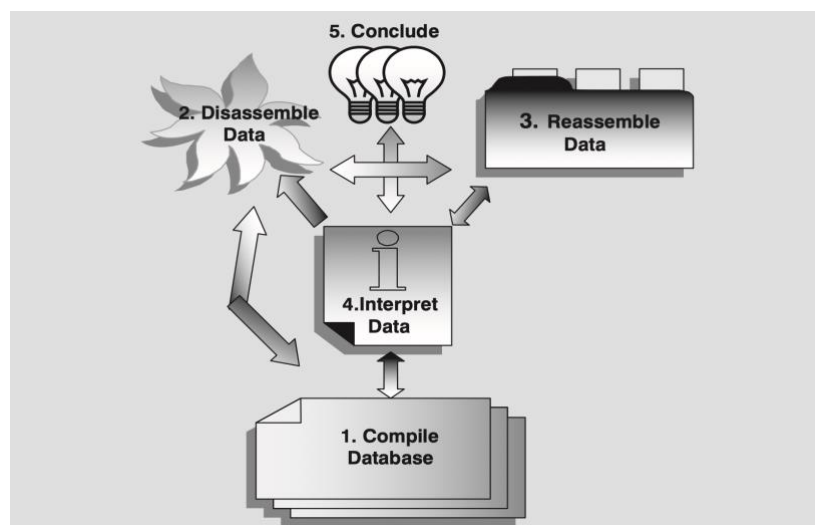 5. Conclude
2. Disassemble
Data
3. Reassemble
Data
i
4.Interpret
Data
1. Compile
Database